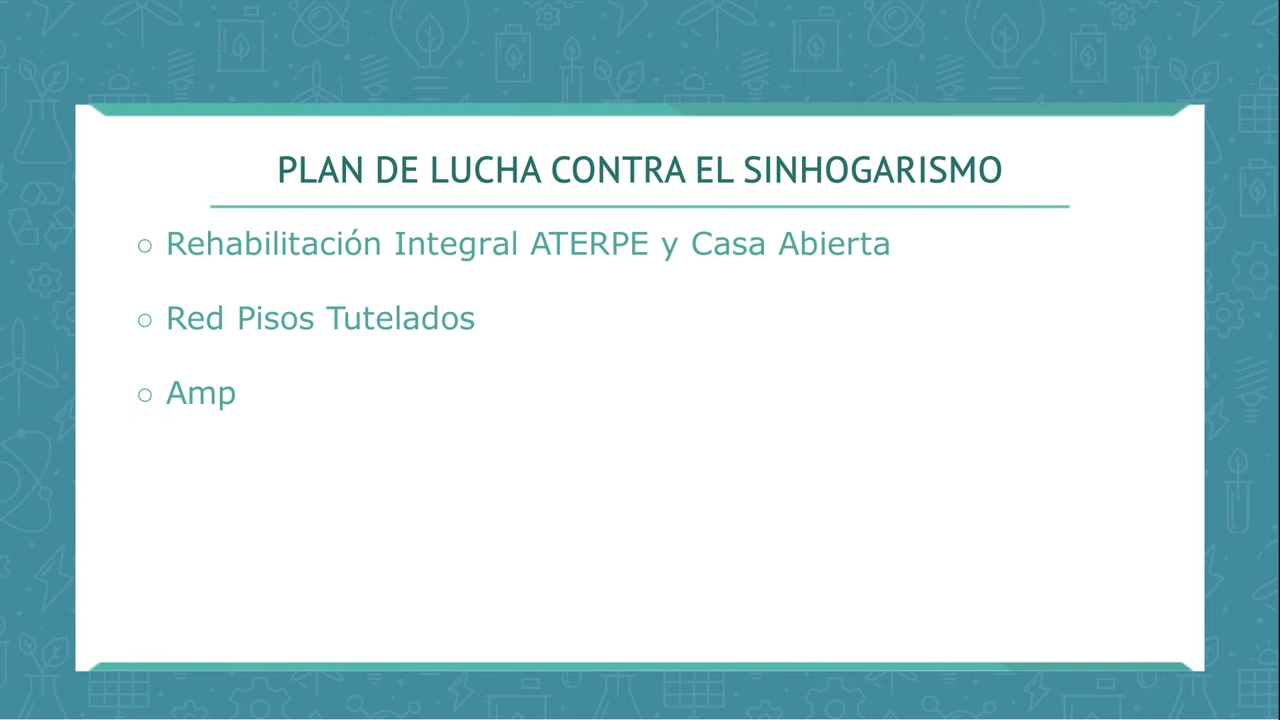 PLAN DE LUCHA CONTRA EL SINHOGARISMO
○ Rehabilitación Integral ATERPE y Casa Abierta
○ Red Pisos Tutelados
○ Amp